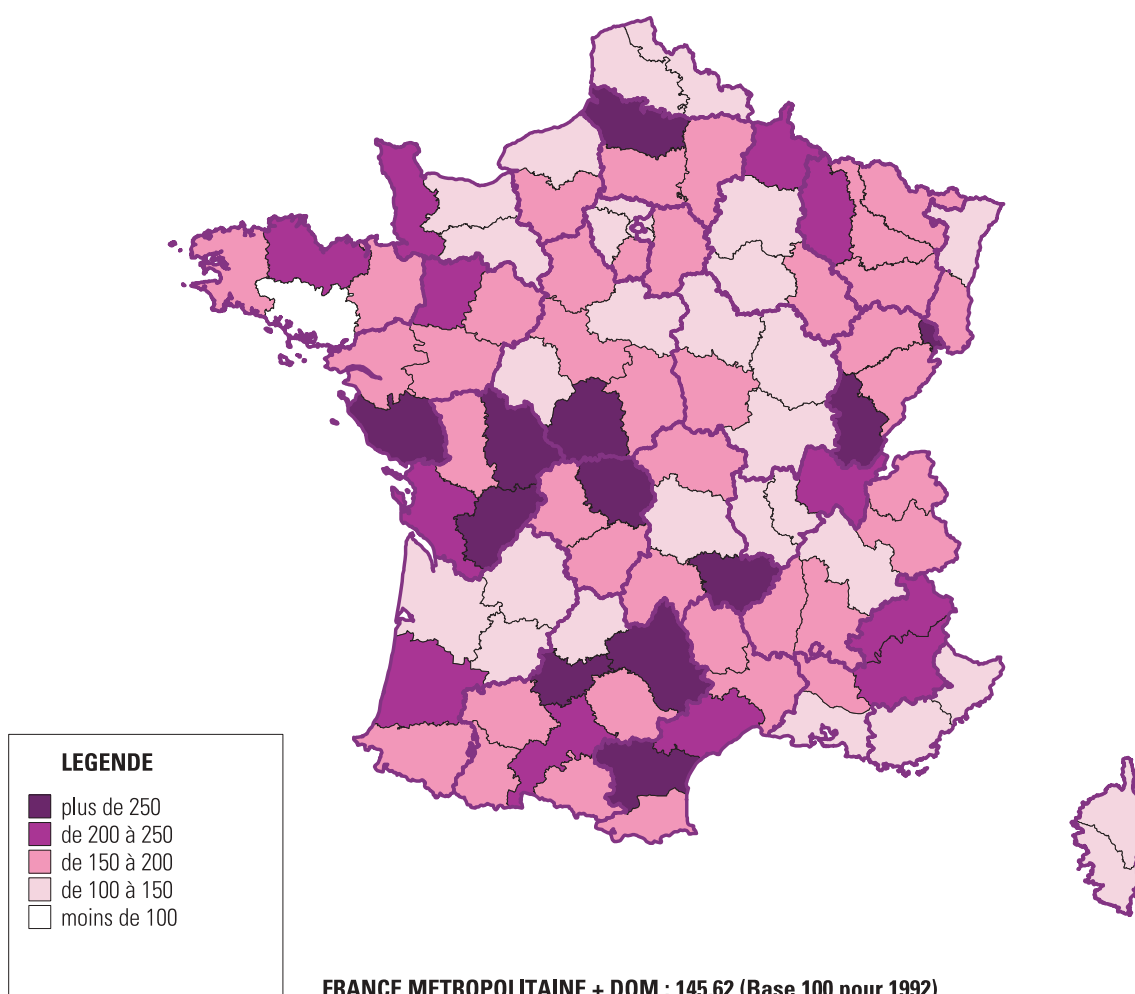 LEGENDE
plus de 250
de 200 à 250
de 150 à 200
de 100 à 150
moins de 100
FRANCE METROPOLITAINE + DOM : 145,62 (Base 100 pour 1992)